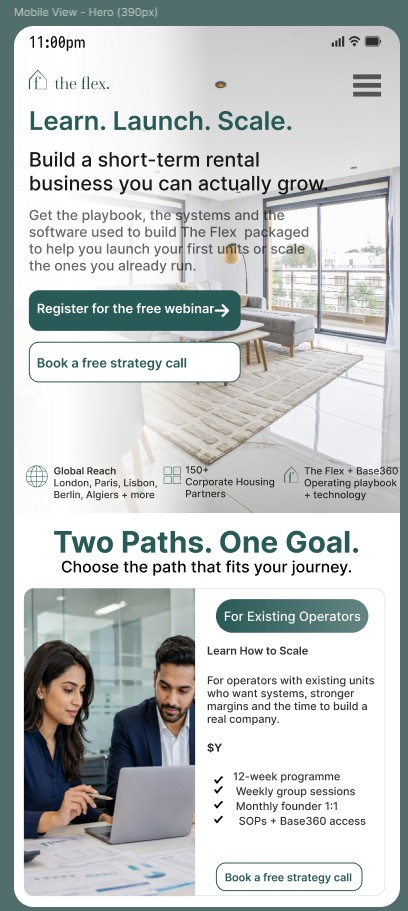 Mobile View - Hero (390px)
11:00pm
the flex.
Learn. Launch. Scale.
Build a short-term rental
business you can actually grow.
Get the playbook, the systems and the
software used to build The Flex packaged
to help you launch your first units or scale
the ones you already run.
Register for the free webinar
Book a free strategy call
Global Reach
London, Paris, Lisbon,
Berlin, Algiers + more
150+
Corporate Housing
Partners
The Flex + Base360
Operating playbook
+ technology
Two Paths. One Goal.
Choose the path that fits your journey.
For Existing Operators
Learn How to Scale
For operators with existing units
who want systems, stronger
margins and the time to build a
real company.
$Y
12-week programme
Weekly group sessions
Monthly founder 1:1
SOPs + Base360 access
Book a free strategy call